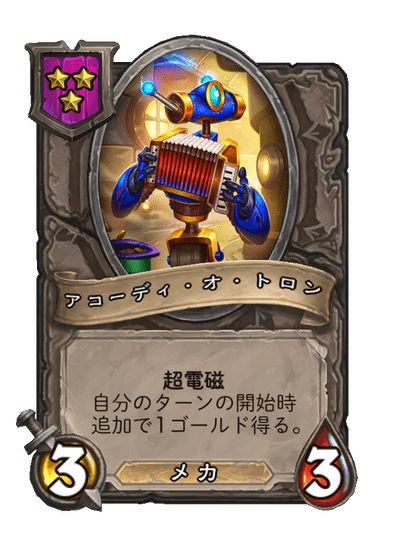 アコーディ・オ・トロン
超電磁
自分のターンの開始時
追加で1ゴールド得る。
3
メカ
3